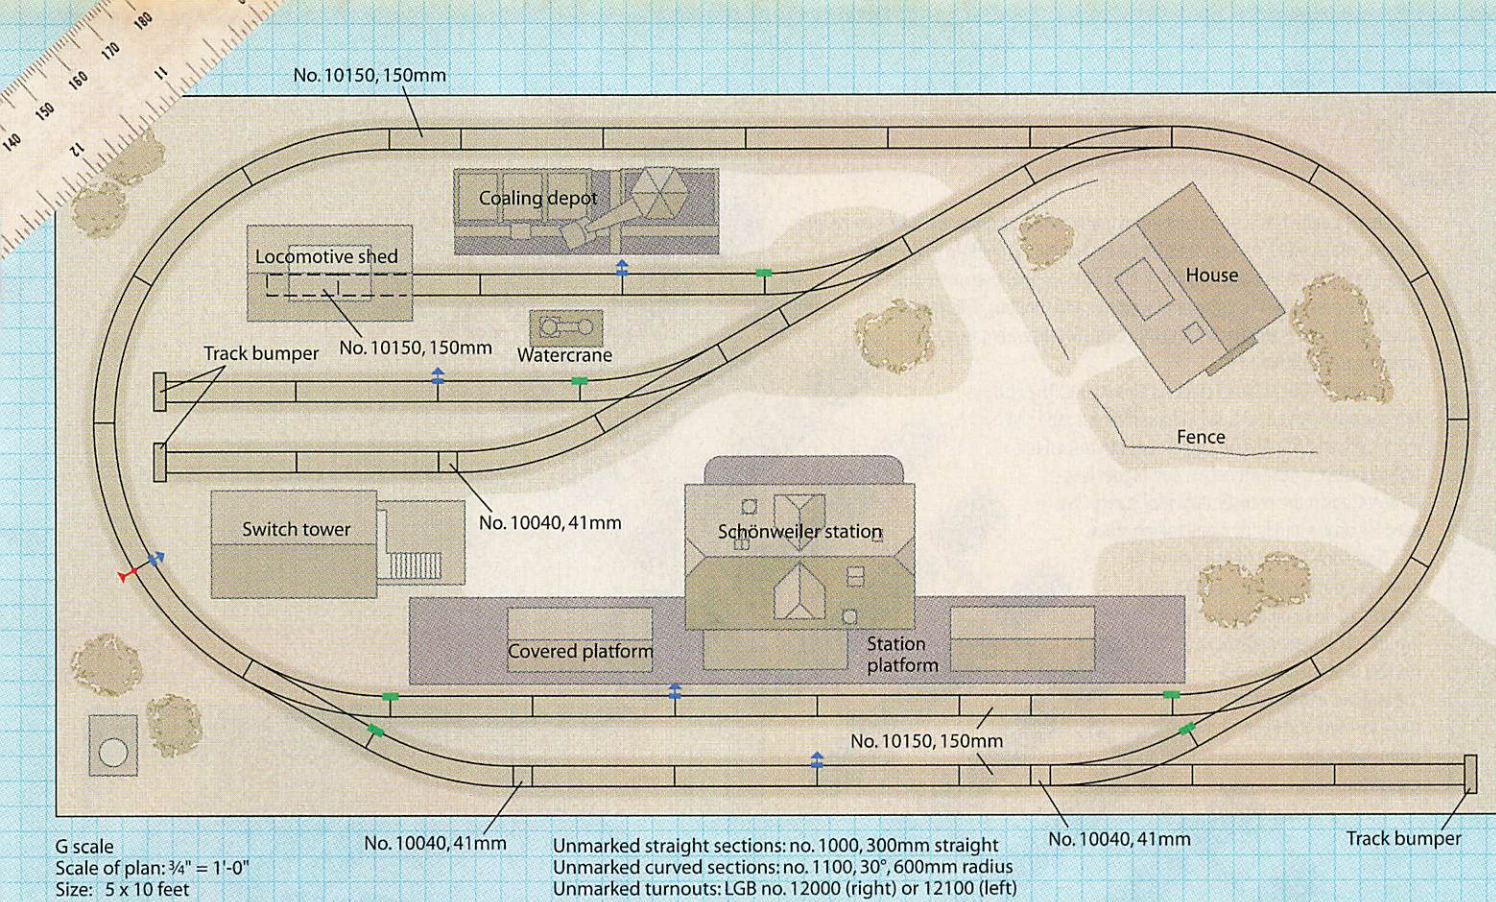 140
150
160
170
180
11
12
No. 10150, 150mm
Coaling depot
Locomotive shed
House
No. 10150, 150mm
Watercrane
Track bumper
Fence
No. 10040, 41mm
Switch tower
Schönweiler station
Covered platform
Station
platform
No. 10150, 150mm
No. 10040, 41mm
No. 10040, 41mm
Track bumper
G scale
Scale of plan: ¾" = 1'-0"
Size: 5 x 10 feet
Unmarked straight sections: no. 1000, 300mm straight
Unmarked curved sections: no. 1100, 30°, 600mm radius
Unmarked turnouts: LGB no. 12000 (right) or 12100 (left)